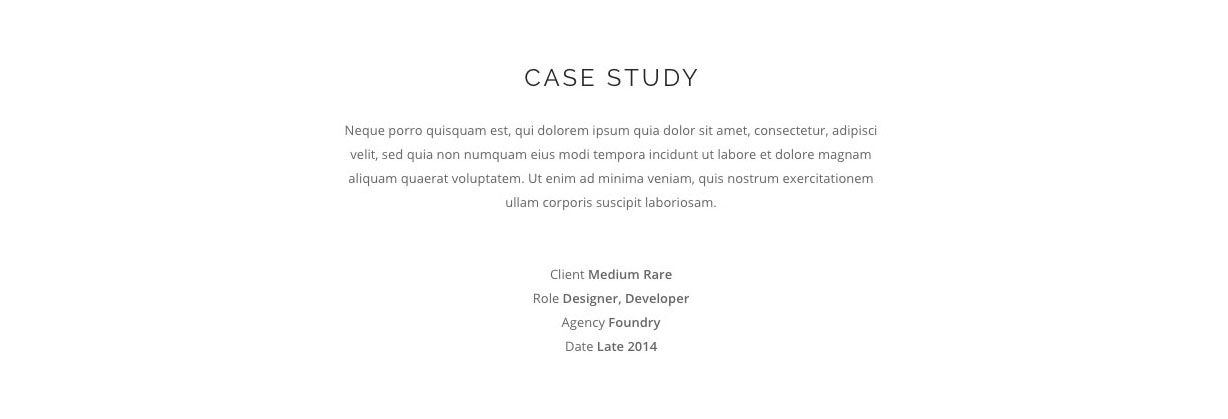 CASE STUDY
Neque porro quisquam est, qui dolorem ipsum quia dolor sit amet, consectetur, adipisci
velit, sed quia non numquam eius modi tempora incidunt ut labore et dolore magnam
aliquam quaerat voluptatem. Ut enim ad minima veniam, quis nostrum exercitationem
ullam corporis suscipit laboriosam.
Client Medium Rare
Role Designer, Developer
Agency Foundry
Date Late 2014